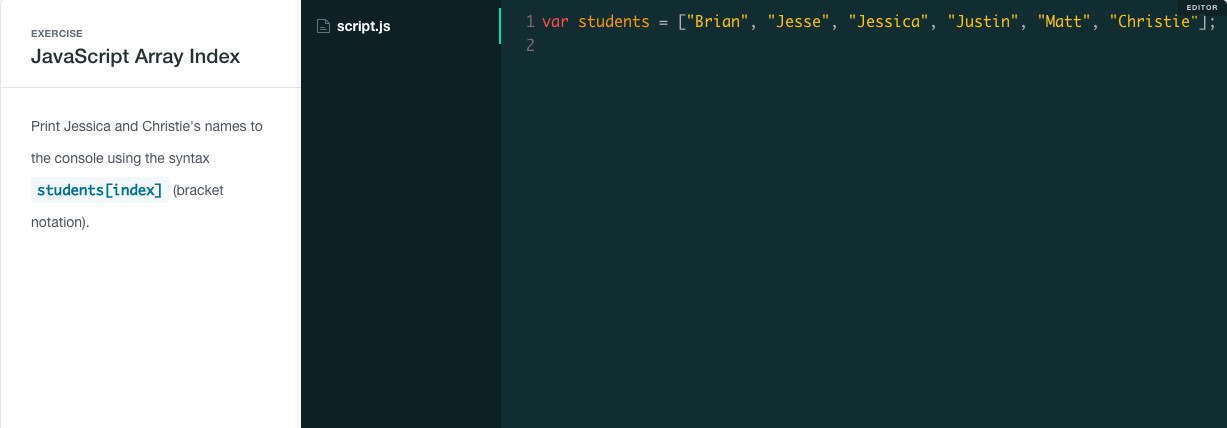 EXERCISE
JavaScript Array Index
Print Jessica and Christie's names to
the console using the syntax
students[index] (bracket
notation).
script.js
EDITOR
1 var students = ["Brian", "Jesse", "Jessica", "Justin", "Matt", "Christie"];
2